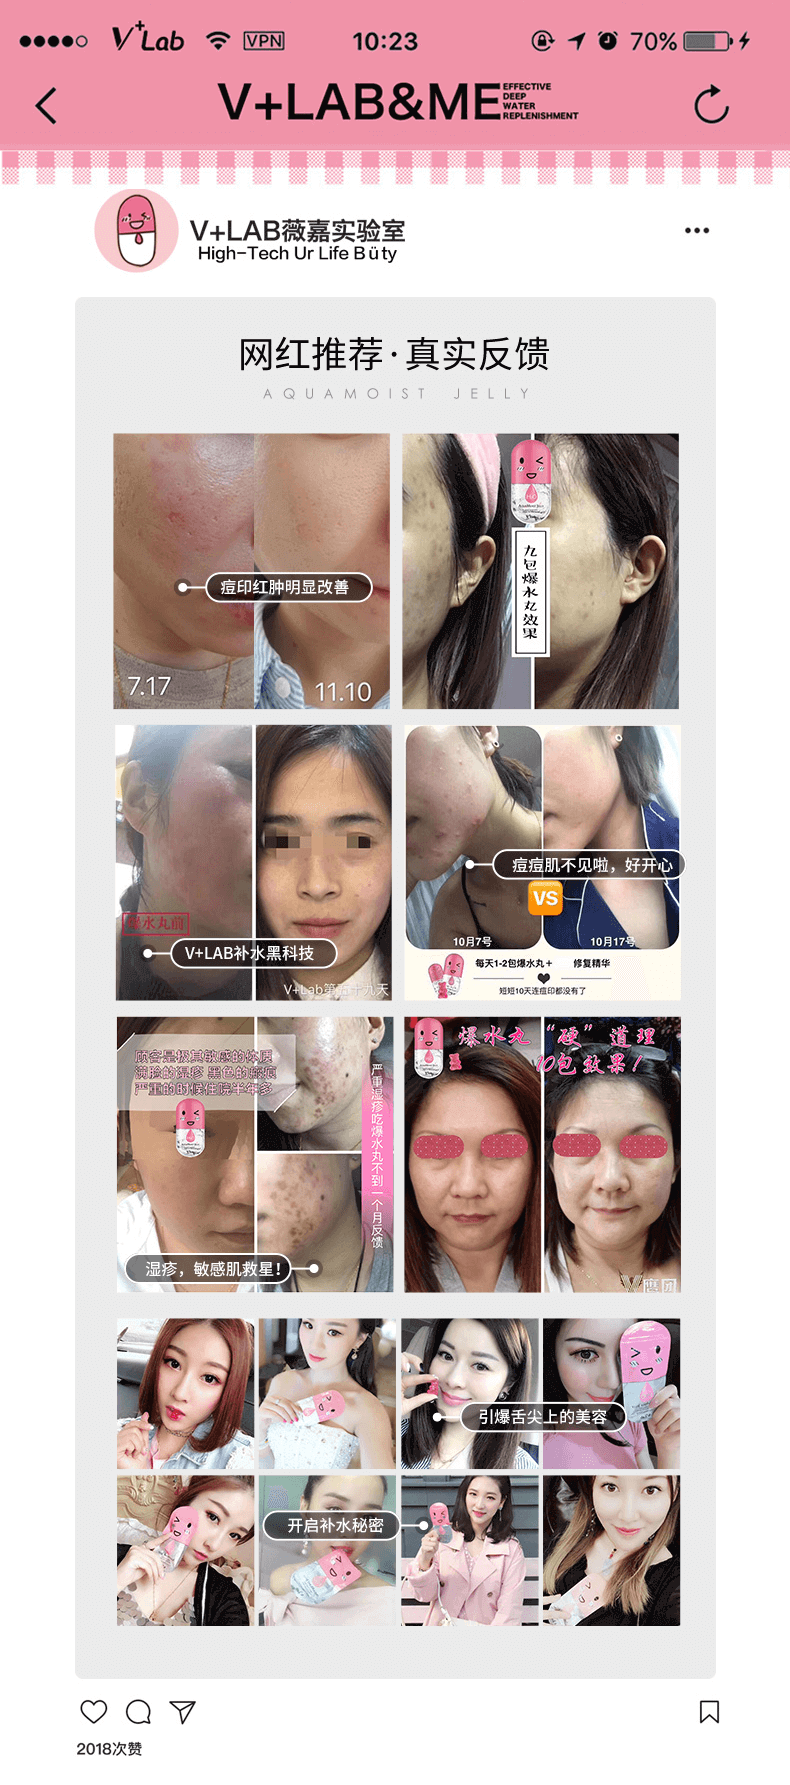 V+Lab VPN 10:23 70%
V+LAB&ME
EFFECTIVE
DEEP
WATER
REPLENISHMENT
V+LAB薇嘉实验室
High-Tech Ur Life Büty
网红推荐·真实反馈
AQUAMOIST JELLY
痘印红肿明显改善
7.17
11.10
九包爆水丸效果
爆水丸前
V+LAB补水黑科技
V+Lab第五十九天
痘痘肌不见啦，好开心
VS
10月7号
10月17号
每天1-2包爆水丸+ 修复精华
短短10天连痘印都没有了
顾客是极其敏感的体质
满脸的湿疹 黑色的瘢痕
严重的时候住院半年多
严重湿疹吃爆水丸不到一个月反馈
湿疹，敏感肌救星！
爆水丸“硬”道理
10包效果！
鹰团
引爆舌尖上的美容
开启补水秘密
2018次赞